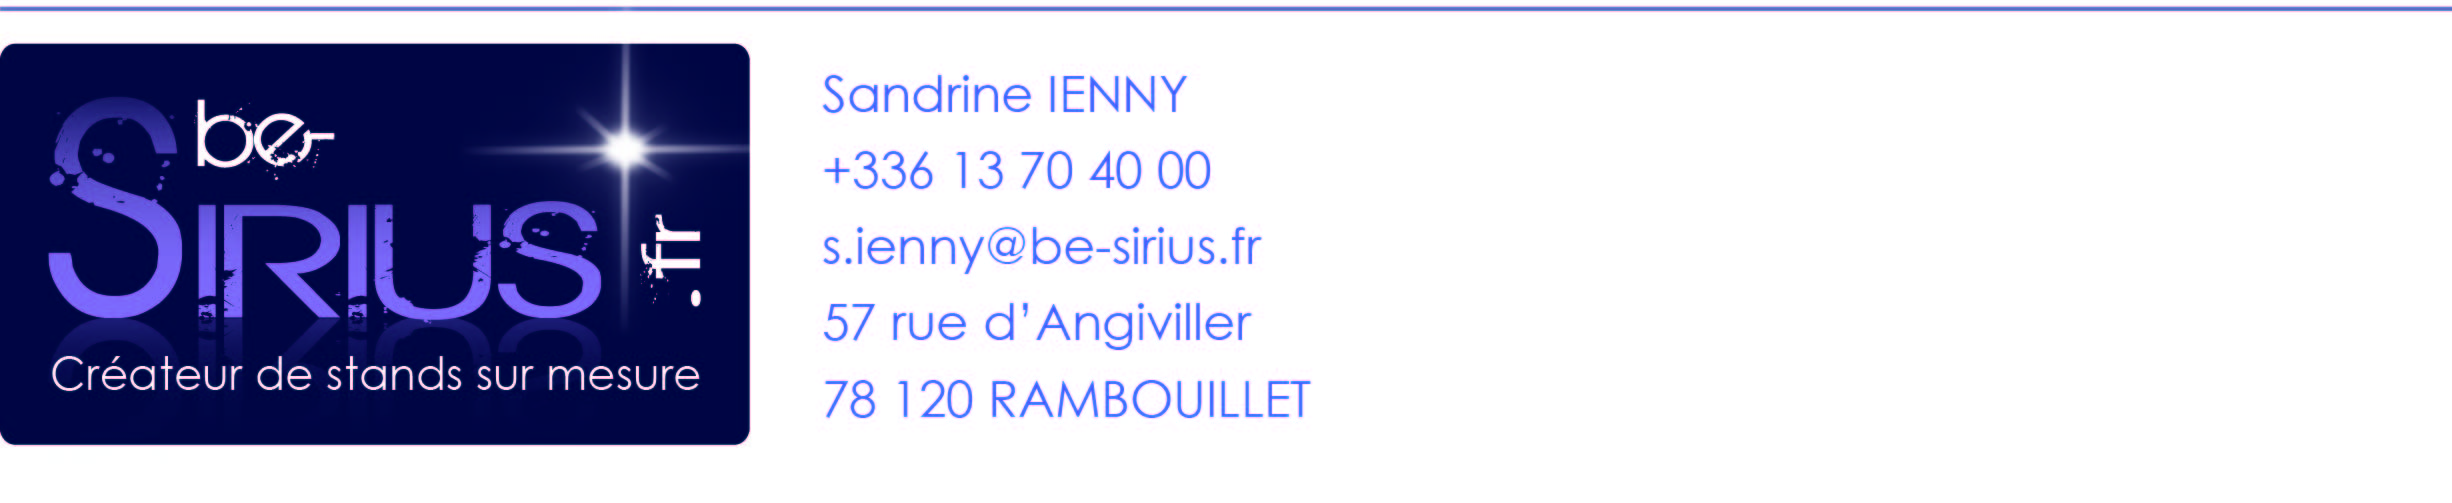 be-
SIRIUS
.fr
Créateur de stands sur mesure
Sandrine IENNY
+336 13 70 40 00
s.ienny@be-sirius.fr
57 rue d’Angiviller
78 120 RAMBOUILLET